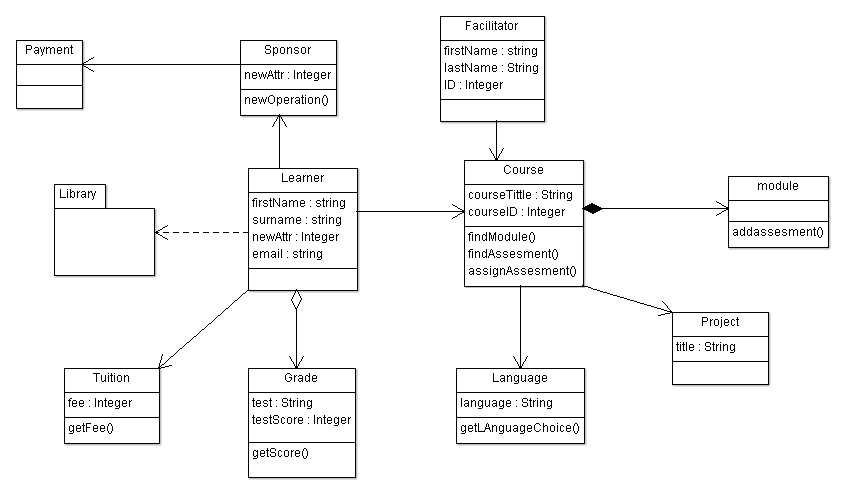 Payment
Sponsor
newAttr : Integer
newOperation()
Facilitator
firstName : string
lastName : String
ID : Integer
Library
Learner
firstName : string
surname : string
newAttr : Integer
email : string
Course
courseTittle : String
courseID : Integer
findModule()
findAssesment()
assignAssesment()
module
addassesment()
Project
title : String
Tuition
fee : Integer
getFee()
Grade
test : String
testScore : Integer
getScore()
Language
language : String
getLAnguageChoice()